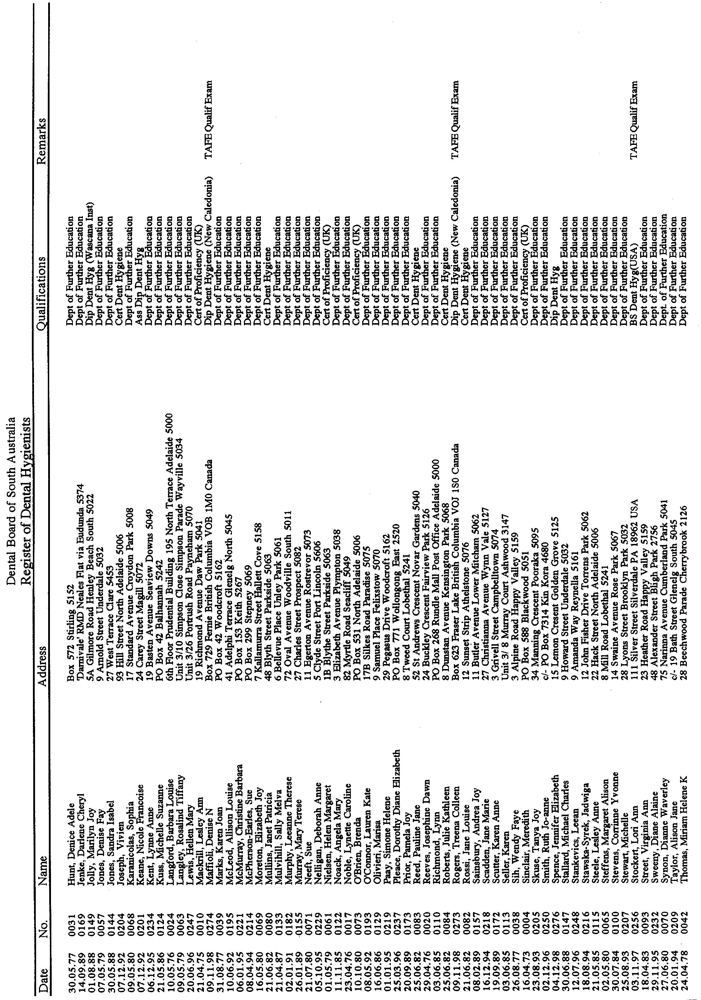 Dental Board of South Australia
Register of Dental Hygienists
Date No. Name Address Qualifications Remarks
30.05.77 0031 Hunt, Denice Adele Box 572 Stirling 5152 Dept of Further Education
14.09.89 0169 Jenke, Darlene Cheryl 'Darnivale' RMD Neales Flat via Eudunda 5374 Dept of Further Education
01.08.88 0149 Jolly, Marilyn Joy 5A Gilmore Road Henley Beach South 5022 Dip Dent Hyg (Wascana Inst)
07.05.79 0057 Jones, Denise Fay 9 Arnold Street Underdale 5032 Dept of Further Education
30.05.88 0144 Jones, Sandra Isabel 27 West Terrace Clare 5453 Dept of Further Education
07.12.92 0204 Joseph, Vivien 93 Hill Street North Adelaide 5006 Cert Dent Hygiene
09.05.80 0068 Karamicolas, Sophia 17 Standard Avenue Croydon Park 5008 Dept of Further Education
07.12.92 0201 Keane, Nicole Francoise 24 Carey Street Magill 5072 Ass Dip Dent Hyg
06.12.95 0234 Kent, Lynne Anne 19 Basten Avenue Seaview Downs 5049 Dept of Further Education
21.05.86 0124 Kuss, Michelle Suzanne PO Box 42 Balhannah 5242 Dept of Further Education
10.05.76 0024 Langford, Barbara Louise 6th Floor Prudential Building 195 North Terrace Adelaide 5000 Dept of Further Education
09.05.79 0063 Langley, Rosalind Tiffany Unit 3/10 Simpson Close Simpson Parade Wayville 5034 Dept of Further Education
20.06.96 0247 Lewis, Hellen Mary Unit 3/26 Portrush Road Payneham 5070 Dept of Further Education
21.04.75 0010 Mackrill, Lesley Ann 19 Richmond Avenue Daw Park 5041 Cert of Proficiency (UK)
09.11.98 0274 Maffioli, Denise N Box 729 Fernie British Columbia VOB 1M0 Canada Dip Dent Hygiene (New Caledonia) TAFE Qualif Exam
31.08.77 0039 Marks, Karen Joan PO Box 42 Woodcroft 5162 Dept of Further Education
10.06.92 0195 McLeod, Allison Louise 41 Adelphi Terrace Glenelg North 5045 Dept of Further Education
06.01.95 0221 McMurray, Christine Barbara PO Box 153 Keith 5267 Dept of Further Education
08.04.94 0214 McPherson-Earles, Sue PO Box 299 Stepney 5069 Dept of Further Education
16.05.80 0069 Moreton, Elizabeth Joy 7 Kallamurra Street Hallett Cove 5158 Dept of Further Education
21.06.82 0080 Mullins, Janet Patricia 48 Blyth Street Parkside 5063 Cert Dent Hygiene
21.04.87 0133 Mulvihill, Sally Melva 6 Bellevue Place Unley Park 5061 Dept of Further Education
02.01.91 0182 Murphy, Leeanne Therese 72 Oval Avenue Woodville South 5011 Dept of Further Education
26.01.89 0155 Murray, Mary Terese 27 Charles Street Prospect 5082 Dept of Further Education
21.07.80 0071 Neeft, Sue 11 Egerton Avenue Rostrevor 5073 Dept of Further Education
05.10.95 0229 Nelligan, Deborah Anne 5 Clyde Street Port Lincoln 5606 Dept of Further Education
01.05.79 0061 Nielsen, Helen Margaret 1B Blythe Street Parkside 5063 Cert of Proficiency (UK)
11.11.85 0122 Noack, Angela Mary 3 Elizabeth Avenue Plympton 5038 Dept of Further Education
23.04.76 0017 Noble, Lynette Caroline 82 Myrtle Road Seacliff 5049 Dept of Further Education
10.10.80 0073 O'Brien, Brenda PO Box 531 North Adelaide 5006 Cert of Proficiency (UK)
08.05.92 0193 O'Connor, Lauren Kate 17B Silkes Road Paradise 5075 Dept of Further Education
16.06.86 0129 Olivieri, Marisa 9 Samuel Place Felixstow 5070 Dept of Further Education
01.01.95 0219 Paay, Simone Helene 29 Pegasus Drive Woodcroft 5162 Dept of Further Education
25.03.96 0237 Pleace, Dorothy Diane Elizabeth PO Box 771 Wollongong East 2520 Dept of Further Education
20.09.89 0173 Prior, Pamela Joy 8 Tweed Court Lobethal 5241 Dept of Further Education
25.06.82 0083 Reed, Pauline Jane 52 St Andrews Crescent Novar Gardens 5040 Cert Dent Hygiene
29.04.76 0020 Reeves, Josephine Dawn 24 Buckley Crescent Fairview Park 5126 Dept of Further Education
03.06.85 0110 Richmond, Lynn PO Box 268 Rundle Mall Post Office Adelaide 5000 Dept of Further Education
25.06.82 0084 Roberts, Julie Kathleen 8 Dunstan Avenue Kensington Park 5068 Cert Dent Hygiene
09.11.98 0273 Rogers, Treena Colleen Box 623 Fraser Lake British Columbia VOJ 1S0 Canada Dip Dent Hygiene (New Caledonia) TAFE Qualif Exam
21.06.82 0082 Rossi, Jane Louise 12 Sunset Strip Athelstone 5076 Cert Dent Hygiene
08.02.89 0157 Sainsbury, Andrea Joy 11 Butler Avenue Lower Mitcham 5062 Dept of Further Education
16.12.94 0218 Scadden, Jane Marie 27 Christianna Avenue Wynn Vale 5127 Dept of Further Education
19.09.89 0172 Scutter, Karen Anne 3 Grivell Street Campbelltown 5074 Dept of Further Education
03.06.85 0113 Seller, Karen Unit 3/ 8 Murray Court Ashwood 3147 Dept of Further Education
26.08.77 0038 Sih, Wendy Faye 3 Alpine Road Happy Valley 5159 Dept of Further Education
16.04.73 0004 Sinclair, Meredith PO Box 588 Blackwood 5051 Cert of Proficiency (UK)
23.08.93 0205 Skuse, Tanya Joy 34 Manning Crescent Pooraka 5095 Dept of Further Education
02.12.96 0250 Smith, Ruth Jo-anne c/- PO Box 7314 Kin Kora 4680 Dept of Further Education
04.12.98 0276 Spence, Jennifer Elizabeth 15 Lemon Cresent Golden Grove 5125 Dip Dent Hyg
30.06.88 0147 Stallard, Michael Charles 9 Howard Street Underdale 5032 Dept of Further Education
12.07.96 0248 Stankevics, Leean 9 Amanda Way Reynella 5161 Dept of Further Education
18.08.94 0216 Stawska-Syrek, Jadwiga 12 John Fisher Drive Torrens Park 5062 Dept of Further Education
21.05.85 0115 Steele, Lesley Anne 22 Hack Street North Adelaide 5006 Dept of Further Education
02.05.80 0065 Steffens, Margaret Alison 8 Mill Road Lobethal 5241 Dept of Further Education
30.07.84 0100 Stevens, Corrinne Yvonne 14 Swaine Avenue Rose Park 5067 Dept of Further Education
25.08.93 0207 Stewart, Michelle 28 Lyons Street Brooklyn Park 5032 Dept of Further Education
03.11.97 0256 Stockert, Lori Ann 111 Silver Street Silverdale PA 18962 USA BS Dent Hyg(USA) TAFE Qualif Exam
18.04.83 0093 Street, Virginia Ann 23 Heather Road Happy Valley 5159 Dept of Further Education
29.11.95 0232 Sweeny, Diane Alaine 48 Alexander Street Bligh Park 2756 Dept of Further Education
27.06.80 0070 Synon, Dianne Waverley 75 Narinna Avenue Cumberland Park 5041 Dept. of Further Education
20.01.94 0209 Taylor, Alison Jane c/- 19 Bath Street Glenelg South 5045 Dept of Further Education
24.04.78 0042 Thomas, Miriam Helene K 28 Beechwood Parade Cherrybrook 2126 Dept of Further Education